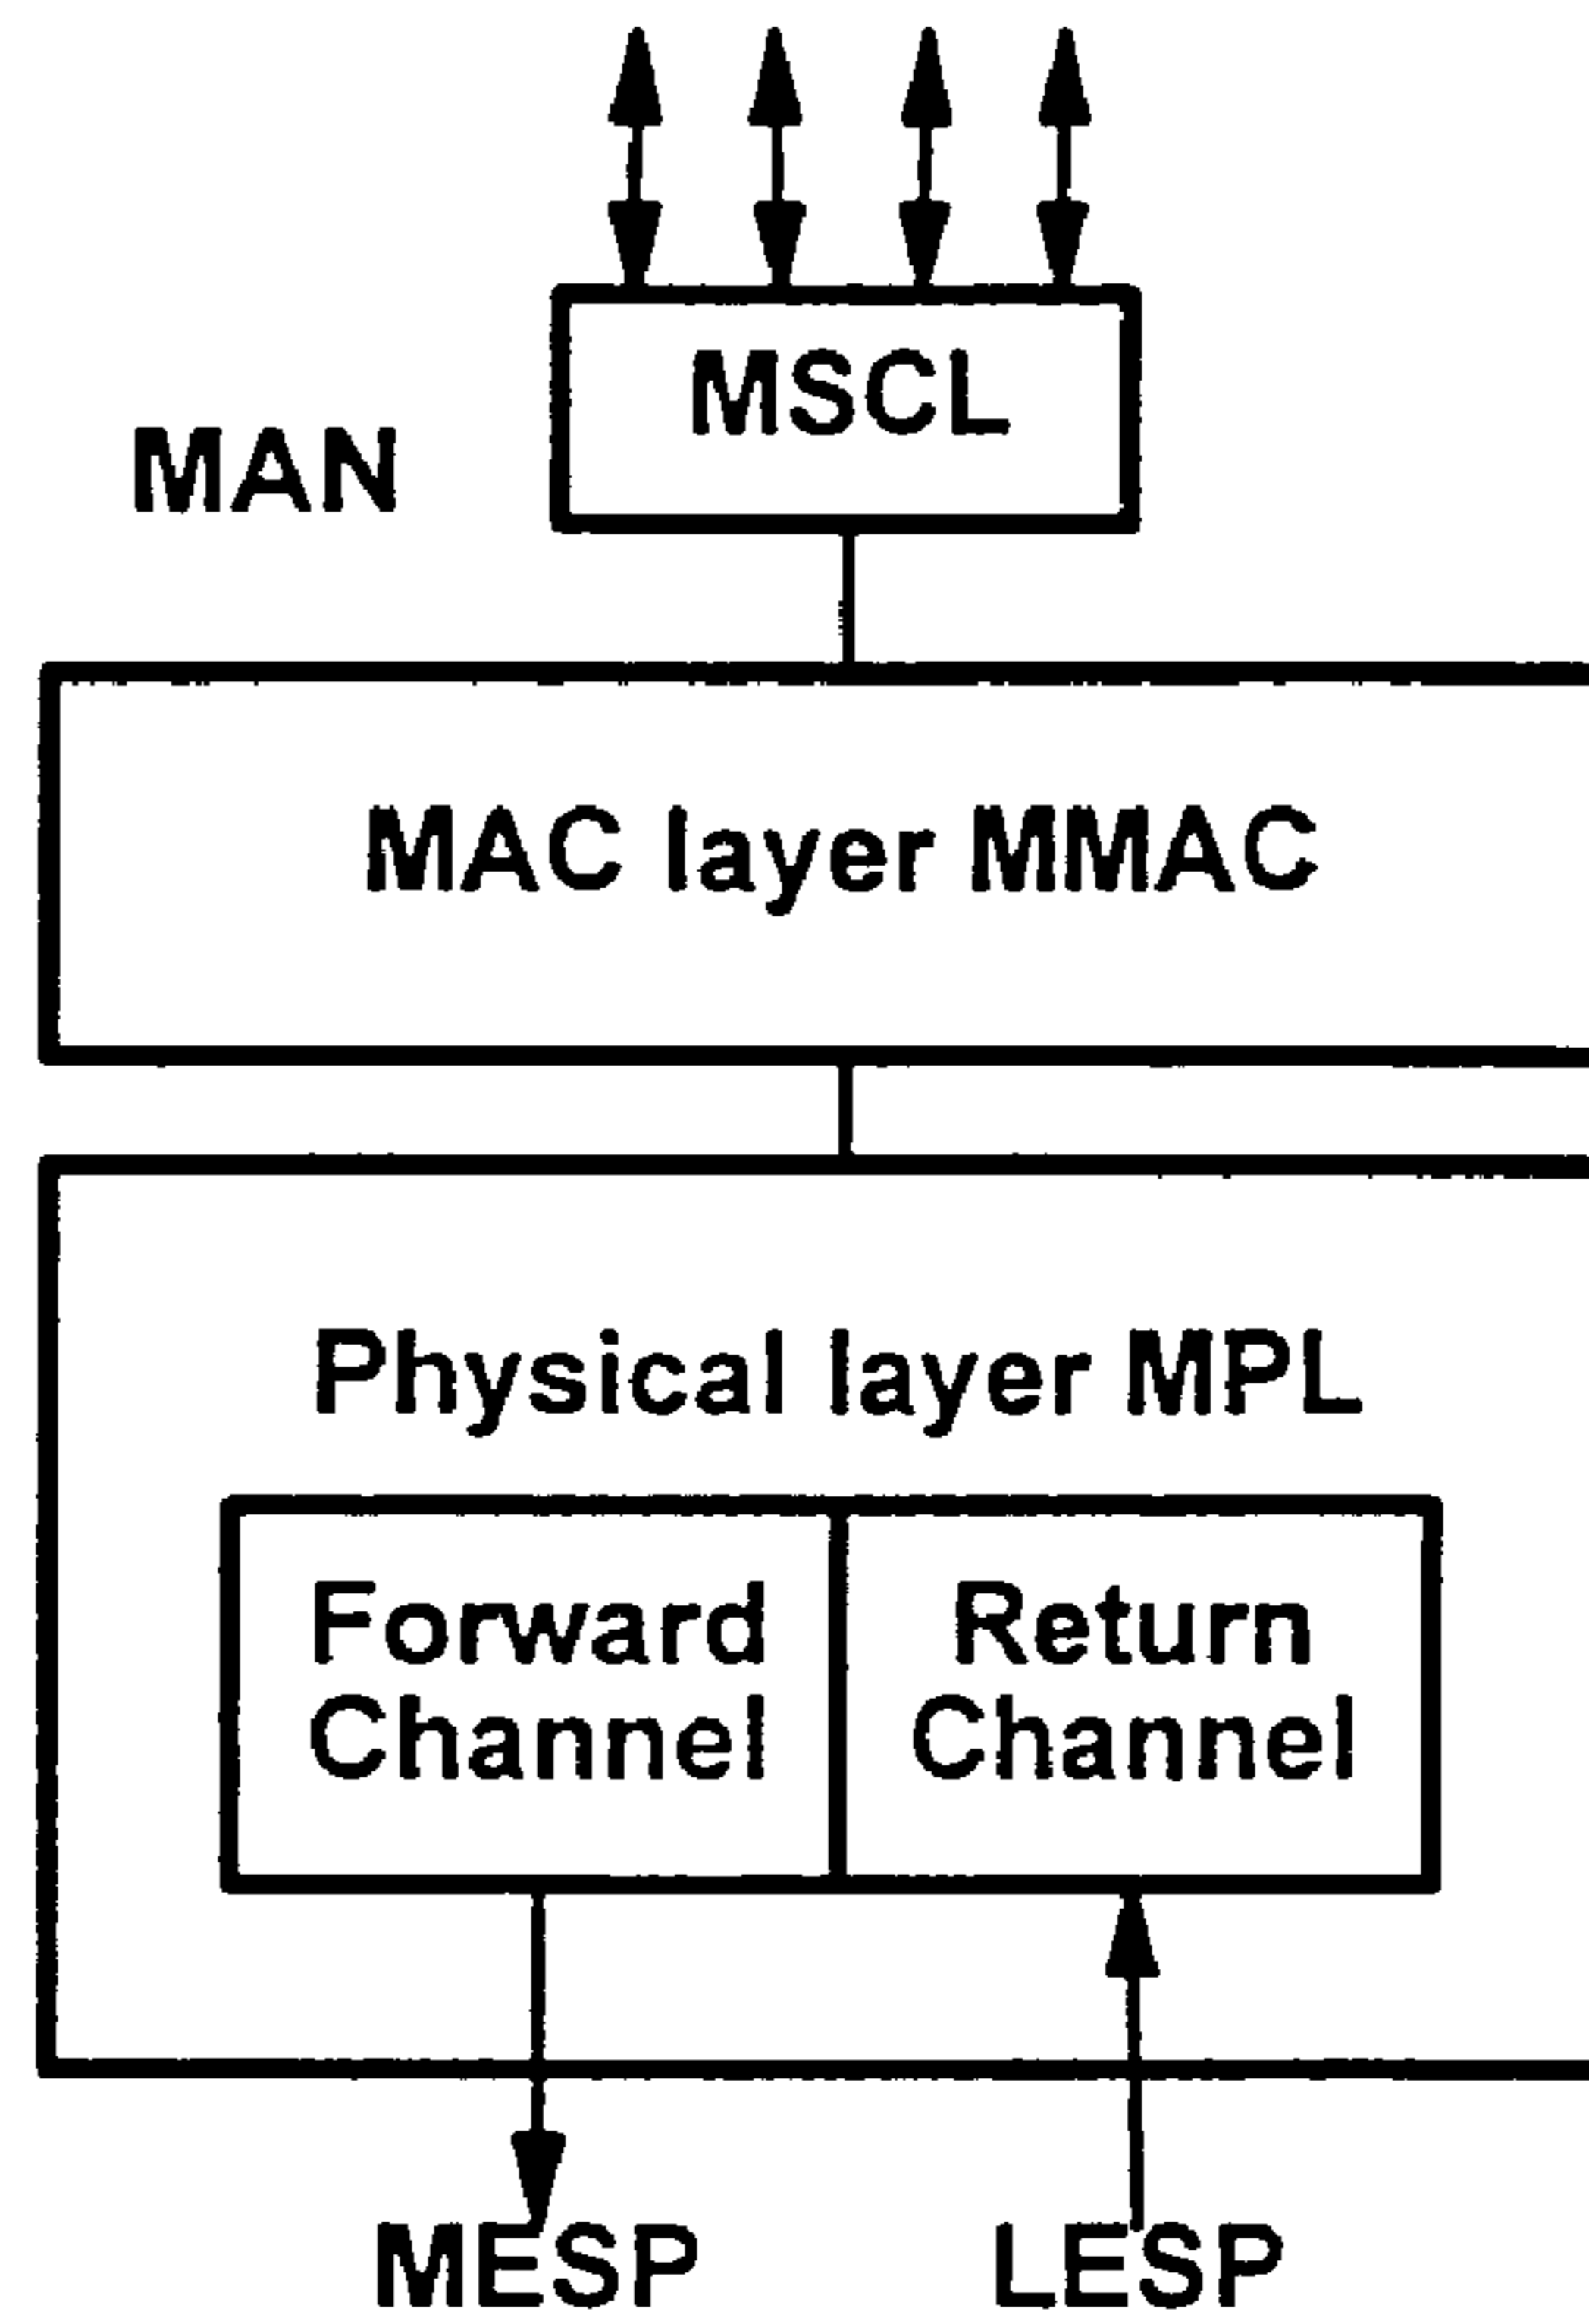 MSCL
MAN
MAC layer MMAC
Physical layer MPL
Forward
Channel
Return
Channel
MESP
LESP